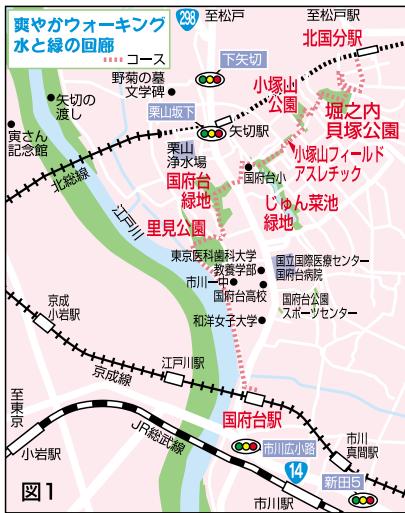 爽やかウォーキング
水と緑の回廊
コース
298
至松戸
至松戸駅
北国分駅
下矢切
野菊の墓
文学碑
小塚山
公園
矢切の
渡し
栗山坂下
堀之内
貝塚公園
寅さん
記念館
矢切駅
栗山
浄水場
小塚山フィールド
アスレチック
国府台小
北総線
国府台
緑地
じゅん菜池
緑地
江戸川
里見公園
東京医科歯科大学
教養学部
国立国際医療センター
国府台病院
市川一中
国府台高校
国府台公園
スポーツセンター
和洋女子大学
京成
小岩駅
江戸川駅
京成線
至東京
国府台駅
JR総武線
市川広小路
市川
真間駅
小岩駅
14
新田5
市川駅
図1